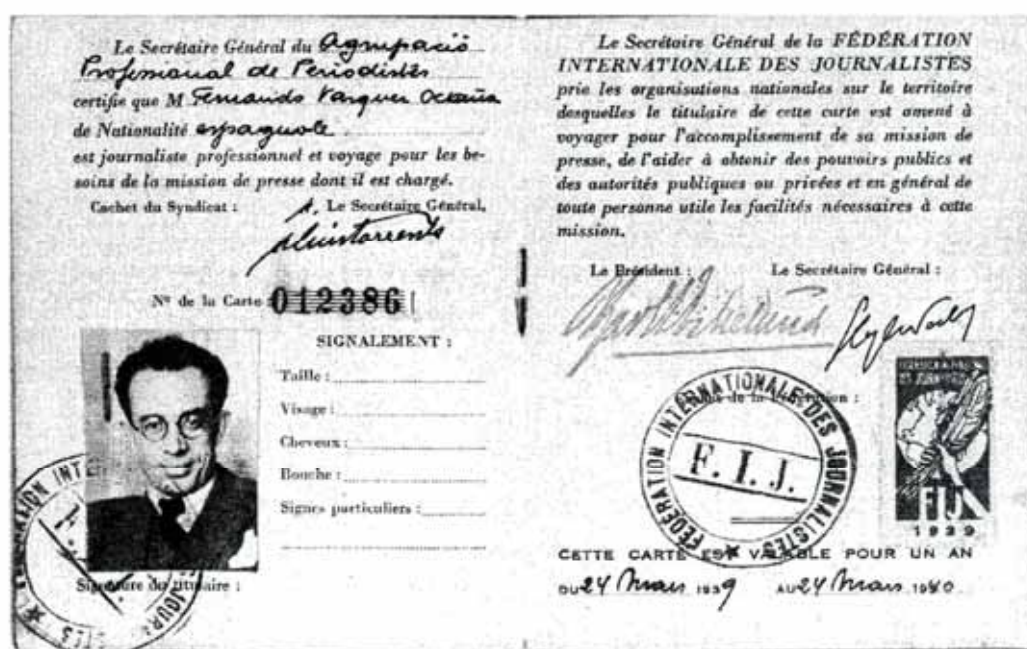 Le Secrétaire Général du Agrupació
Profesional de Periodistes
certifie que M Fernando Vazquez Ocaña
de Nationalité espagnole
est journaliste professionnel et voyage pour les be-
soins de la mission de presse dont il est chargé.
Cachet du Syndicat :
Le Secrétaire Général,
Nº de la Carte 012386
SIGNALEMENT :
Taille :
Visage :
Cheveux :
Bouche :
Signes particuliers :
Signature du titulaire :
Le Secrétaire Général de la FÉDÉRATION
INTERNATIONALE DES JOURNALISTES
prie les organisations nationales sur le territoire
desquelles le titulaire de cette carte est amené à
voyager pour l'accomplissement de sa mission de
presse, de l'aider à obtenir des pouvoirs publics et
des autorités publiques ou privées et en général de
toute personne utile les facilités nécessaires à cette
mission.
Le Président :
Le Secrétaire Général :
de la
FÉDÉRATION INTERNATIONALE DES JOURNALISTES
F. I. J.
FIJ
1939
CETTE CARTE EST VALABLE POUR UN AN
DU 24 Mars 1939 AU 24 Mars 1940